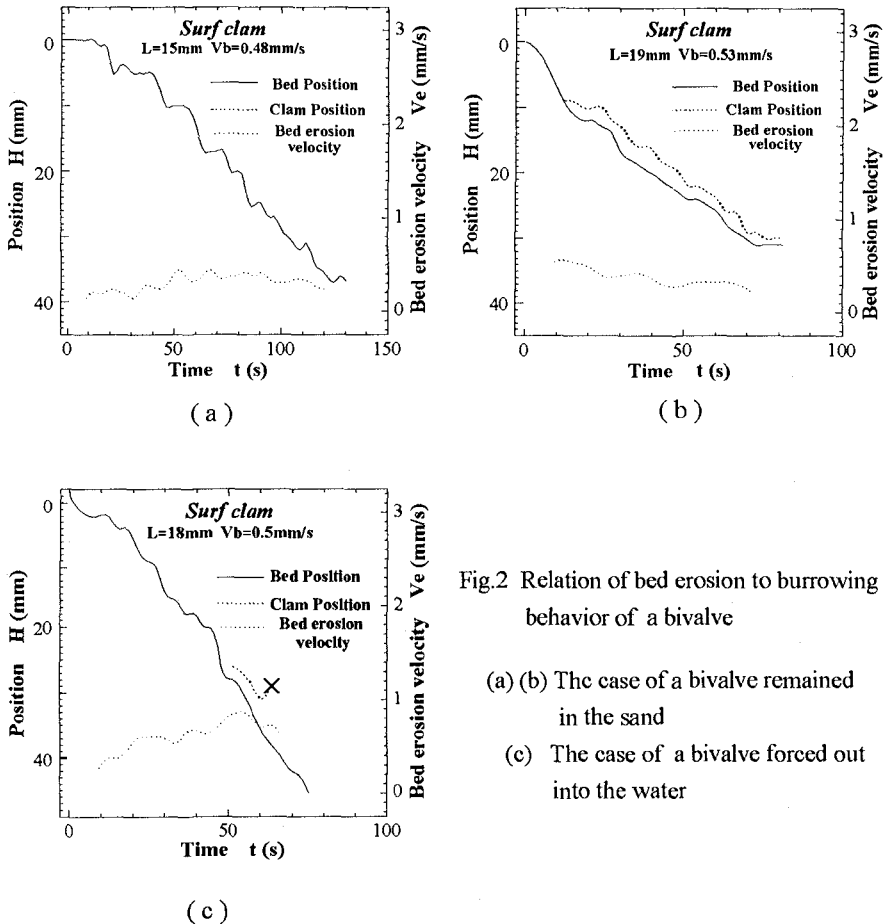 Surf clam
L=15mm Vb=0.48mm/s
Bed Position
Clam Position
Bed erosion
velocity
0
20
40
Position H (mm)
0
1
2
3
Bed erosion velocity Ve (mm/s)
0 50 100 150
Time t (s)
( a )
Surf clam
L=19mm Vb=0.53mm/s
Bed Position
Clam Position
Bed erosion
velocity
0
20
40
Position H (mm)
0
1
2
3
Bed erosion velocity Ve (mm/s)
0 50 100
Time t (s)
( b )
Surf clam
L=18mm Vb=0.5mm/s
Bed Position
Clam Position
Bed erosion
velocity
0
20
40
Position H (mm)
0
1
2
3
Bed erosion velocity Ve (mm/s)
0 50 100
Time t (s)
( c )
Fig.2 Relation of bed erosion to burrowing
behavior of a bivalve
(a) (b) The case of a bivalve remained
in the sand
(c) The case of a bivalve forced out
into the water